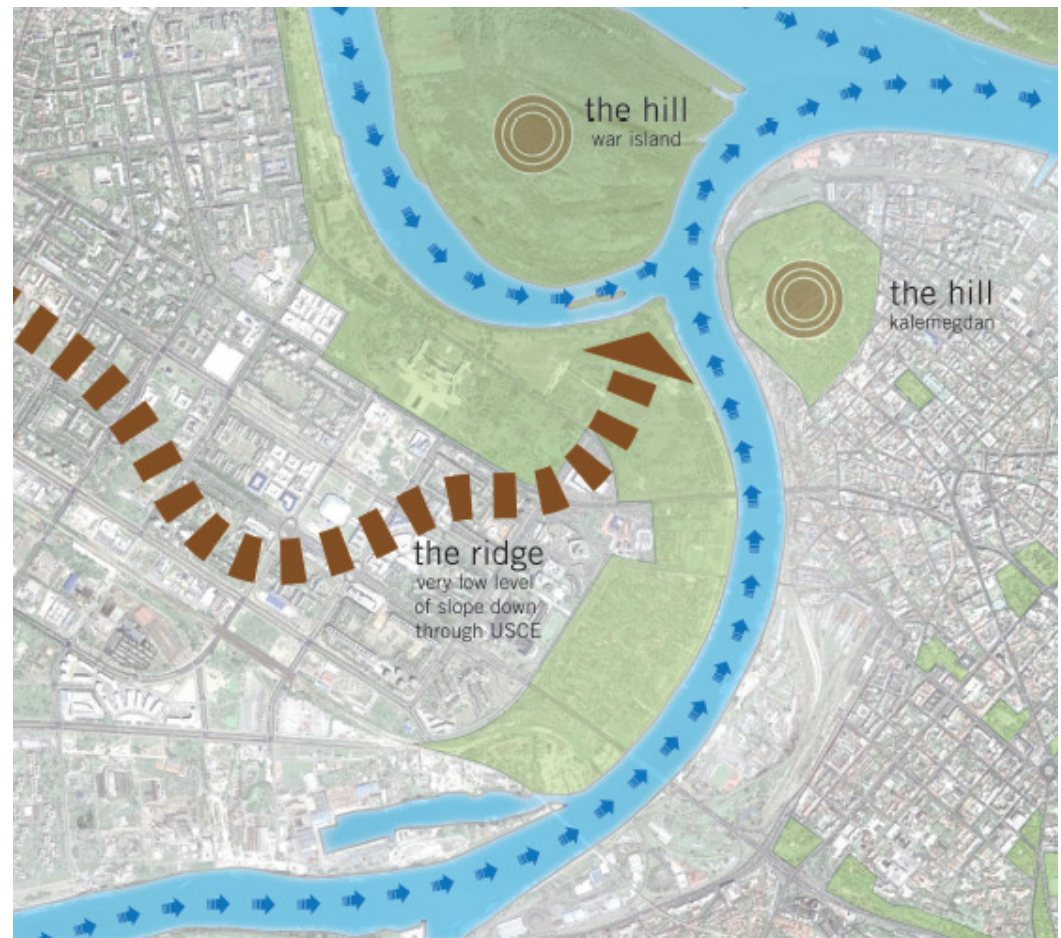 the hill
war island
the hill
kalemegdan
the ridge
very low level
of slope down
through USCE